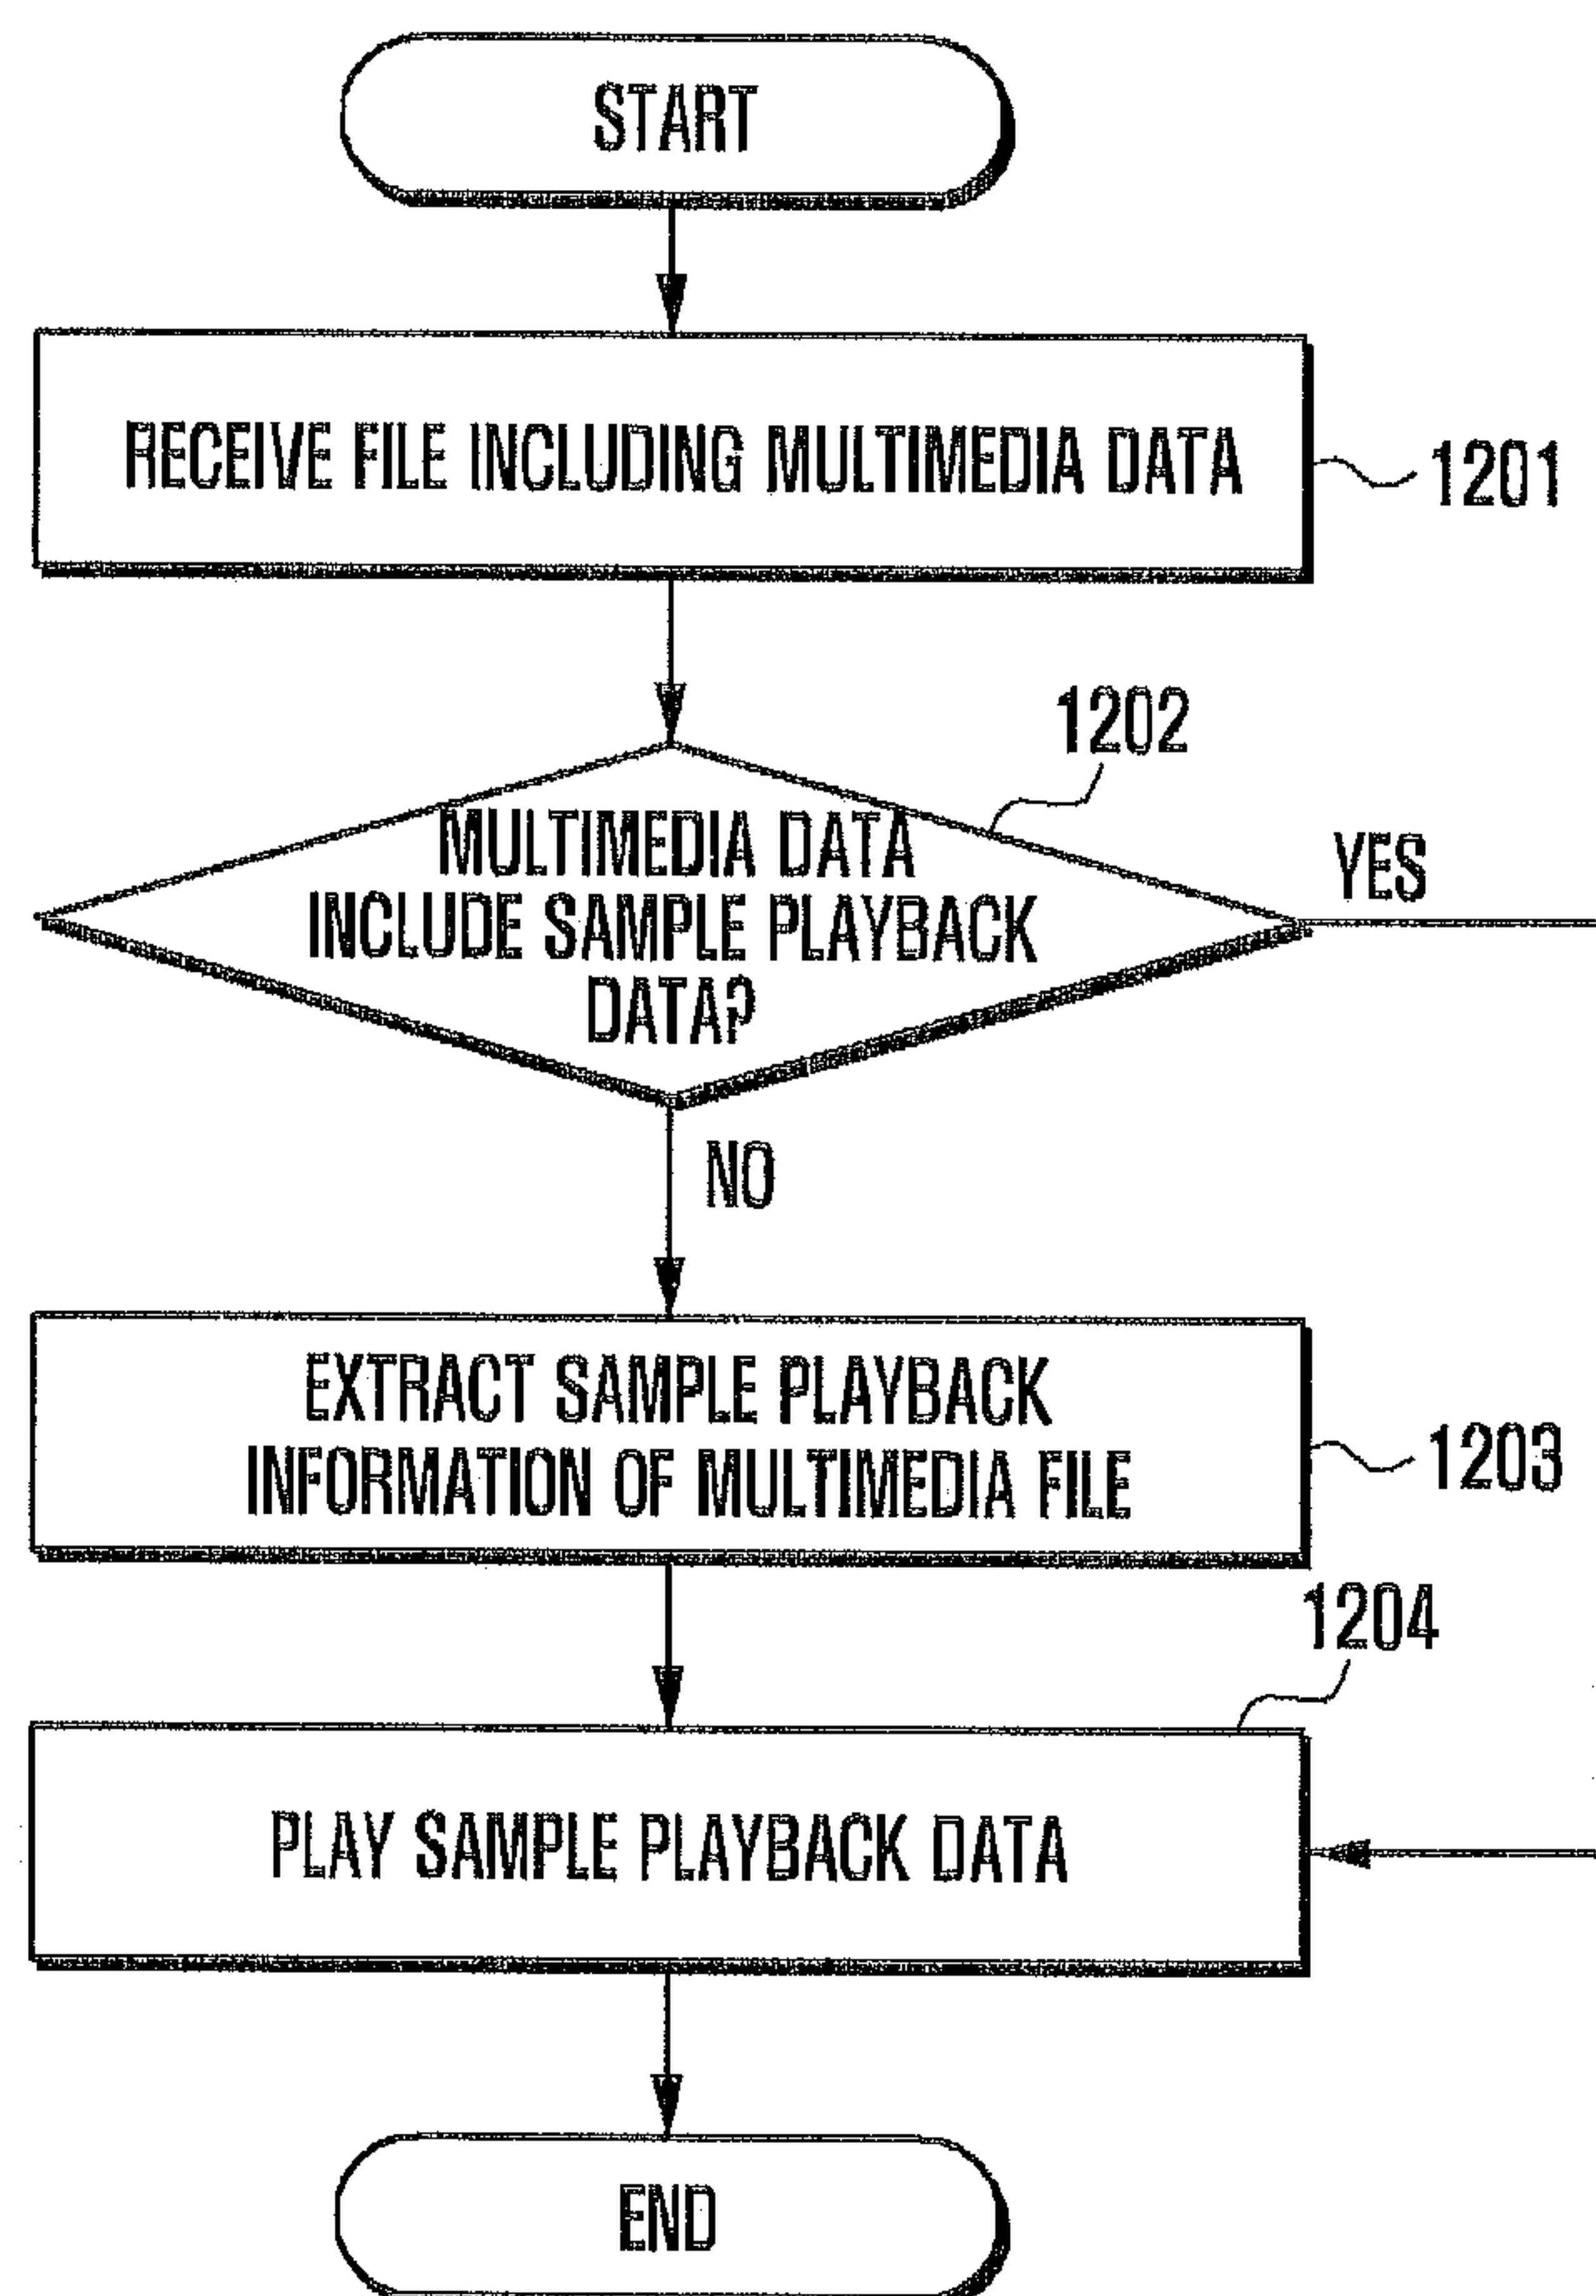 START
RECEIVE FILE INCLUDING MULTIMEDIA DATA
1201
1202
MULTIMEDIA DATA
INCLUDE SAMPLE PLAYBACK
DATA?
YES
NO
EXTRACT SAMPLE PLAYBACK
INFORMATION OF MULTIMEDIA FILE
1203
1204
PLAY SAMPLE PLAYBACK DATA
END